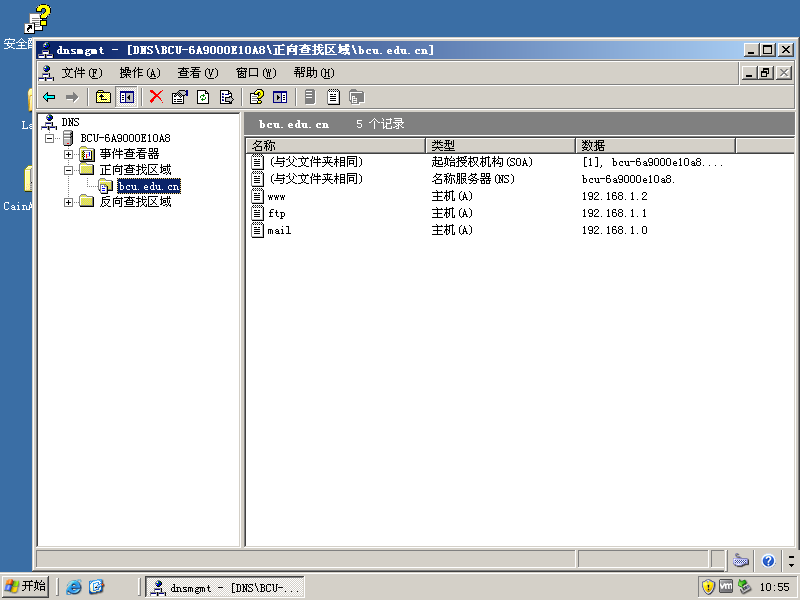 安全
dnsmgmt - [DNS\BCU-6A9000E10A8\正向查找区域\bcu.edu.cn]
文件(F) 操作(A) 查看(V) 窗口(W) 帮助(H)
La
CainA
DNS
BCU-6A9000E10A8
事件查看器
正向查找区域
bcu.edu.cn
反向查找区域
bcu.edu.cn 5 个记录
名称 类型 数据
(与父文件夹相同) 起始授权机构(SOA) [1], bcu-6a9000e10a8....
(与父文件夹相同) 名称服务器(NS) bcu-6a9000e10a8.
www 主机(A) 192.168.1.2
ftp 主机(A) 192.168.1.1
mail 主机(A) 192.168.1.0
开始 dnsmgmt - [DNS\BCU-... 10:55